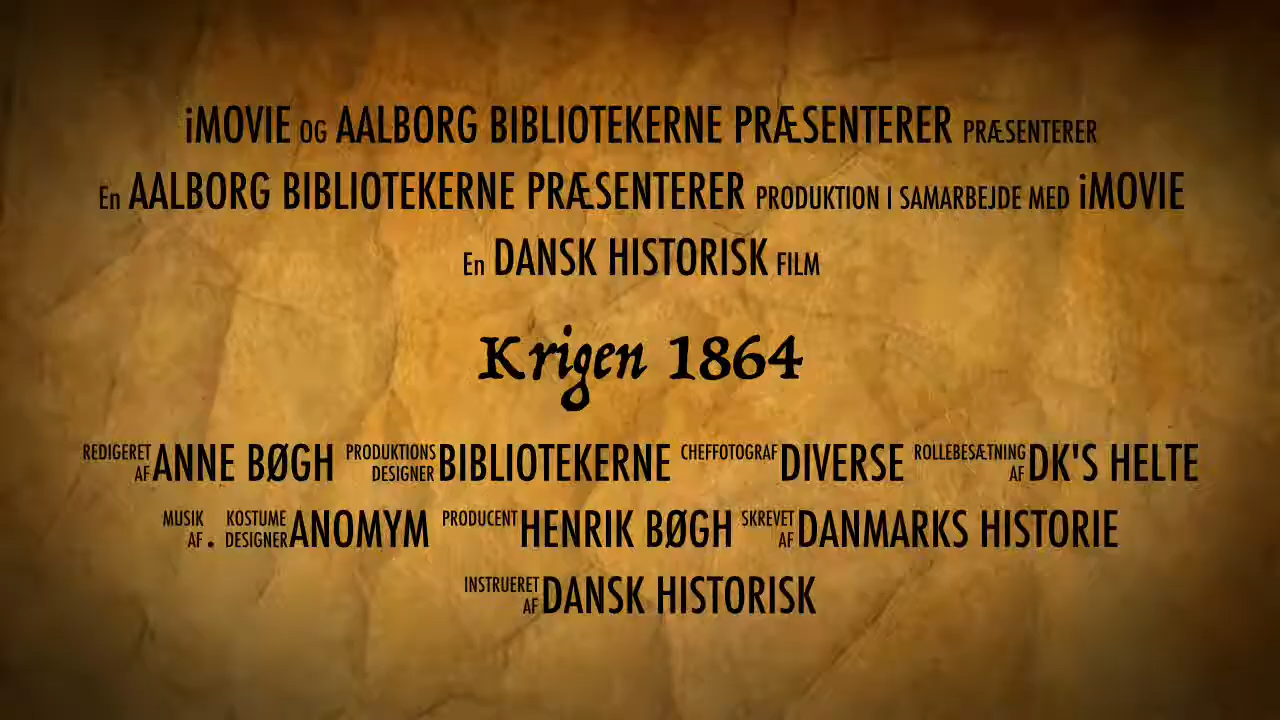 iMOVIE OG AALBORG BIBLIOTEKERNE PRÆSENTERER PRÆSENTERER
En AALBORG BIBLIOTEKERNE PRÆSENTERER PRODUKTION I SAMARBEJDE MED iMOVIE
En DANSK HISTORISK FILM
Krigen 1864
REDIGERET AF ANNE BØGH PRODUKTIONS DESIGNER BIBLIOTEKERNE CHEFFOTOGRAF DIVERSE ROLLEBESÆTNING AF DK'S HELTE
MUSIK AF . KOSTUME DESIGNER ANOMYM PRODUCENT HENRIK BØGH SKREVET AF DANMARKS HISTORIE
INSTRUERET AF DANSK HISTORISK